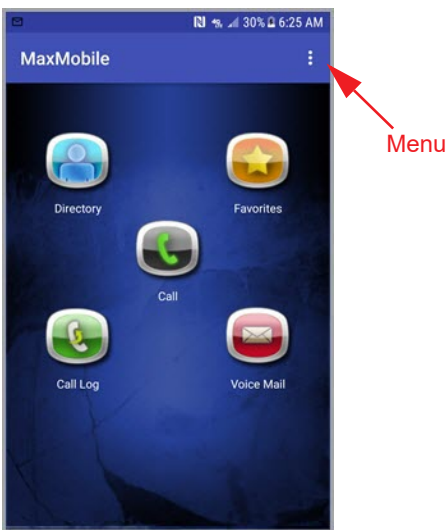 30% 6:25 AM
MaxMobile
Menu
Directory
Favorites
Call
Call Log
Voice Mail